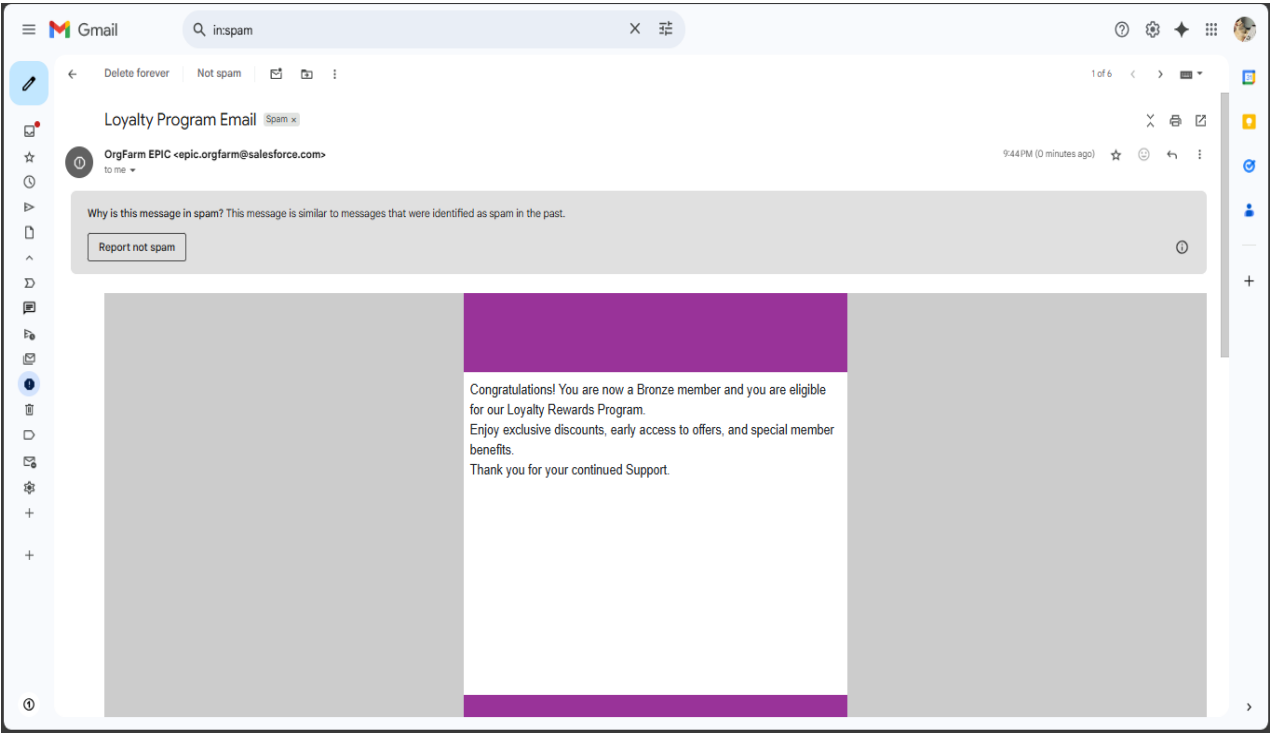 Gmail
in:spam
Delete forever
Not spam
1 of 6
Loyalty Program Email
Spam x
OrgFarm EPIC <epic.orgfarm@salesforce.com>
9:44 PM (0 minutes ago)
to me
Why is this message in spam? This message is similar to messages that were identified as spam in the past.
Report not spam
Congratulations! You are now a Bronze member and you are eligible
for our Loyalty Rewards Program.
Enjoy exclusive discounts, early access to offers, and special member
benefits.
Thank you for your continued Support.